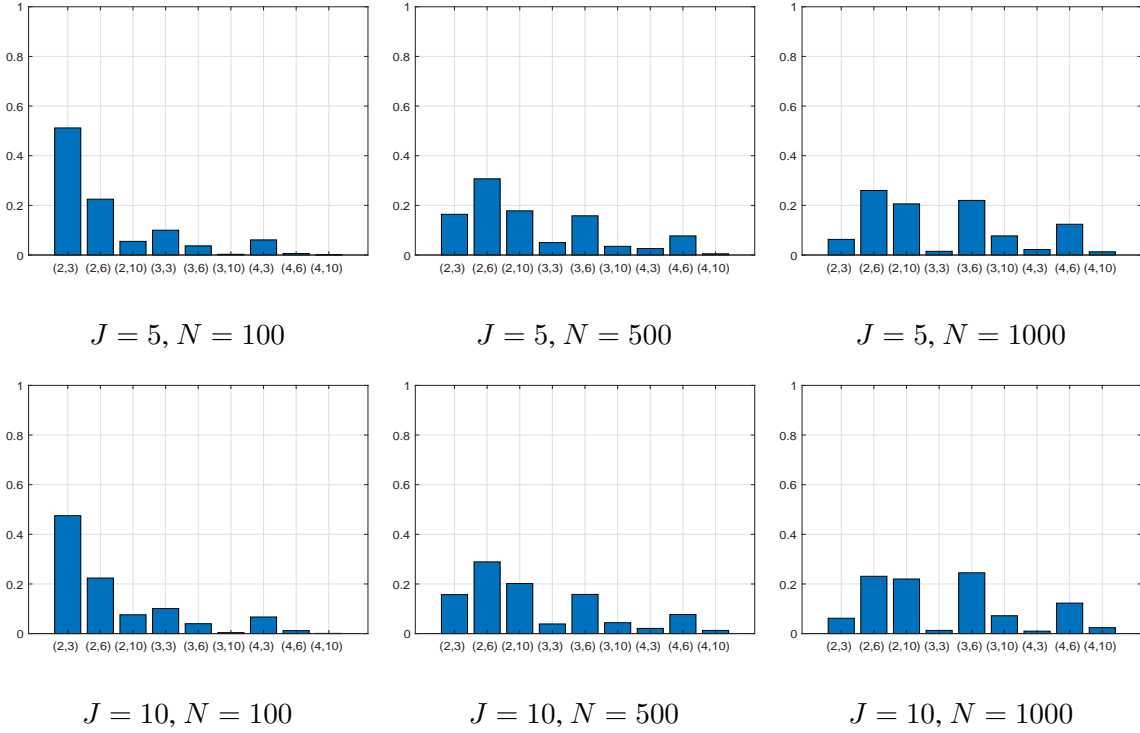 1 1 1
0.8 0.8 0.8
0.6 0.6 0.6
0.4 0.4 0.4
0.2 0.2 0.2
0 0 0
(2,3) (2,6) (2,10) (3,3) (3,6) (3,10) (4,3) (4,6) (4,10) (2,3) (2,6) (2,10) (3,3) (3,6) (3,10) (4,3) (4,6) (4,10) (2,3) (2,6) (2,10) (3,3) (3,6) (3,10) (4,3) (4,6) (4,10)
J = 5, N = 100 J = 5, N = 500 J = 5, N = 1000
1 1 1
0.8 0.8 0.8
0.6 0.6 0.6
0.4 0.4 0.4
0.2 0.2 0.2
0 0 0
(2,3) (2,6) (2,10) (3,3) (3,6) (3,10) (4,3) (4,6) (4,10) (2,3) (2,6) (2,10) (3,3) (3,6) (3,10) (4,3) (4,6) (4,10) (2,3) (2,6) (2,10) (3,3) (3,6) (3,10) (4,3) (4,6) (4,10)
J = 10, N = 100 J = 10, N = 500 J = 10, N = 1000